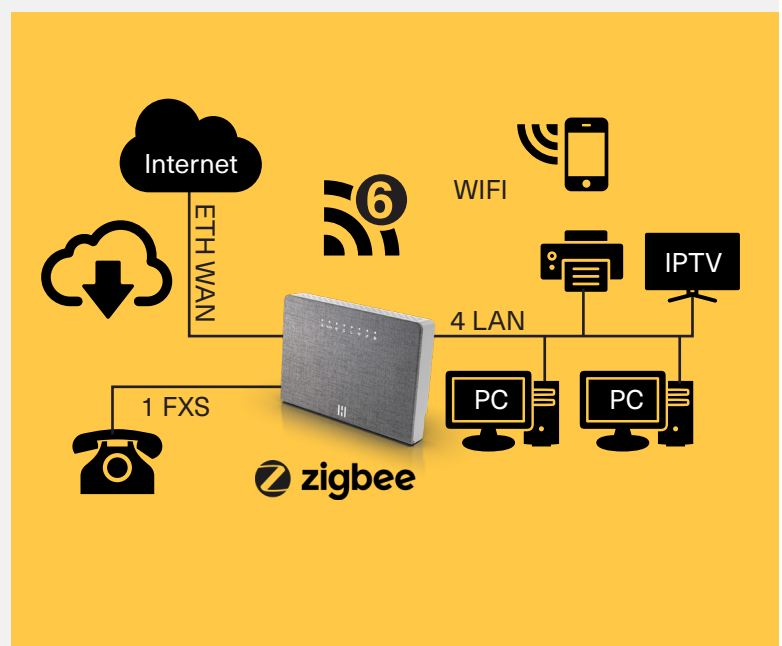 Internet
ETH WAN
6
WIFI
IPTV
4 LAN
PC
PC
1 FXS
zigbee